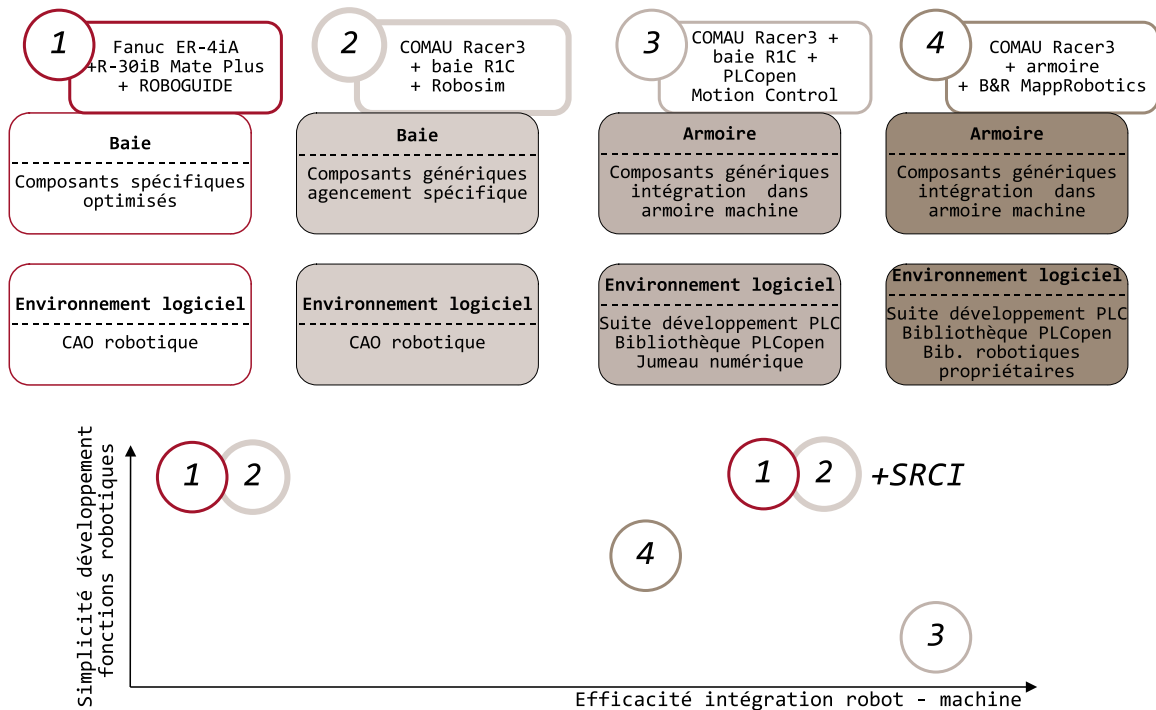 1
Fanuc ER-4iA
+R-30iB Mate Plus
+ ROBOGUIDE
2
COMAU Racer3
+ baie R1C
+ Robosim
3
COMAU Racer3 +
baie R1C +
PLCopen
Motion Control
4
COMAU Racer3
+ armoire
+ B&R MappRobotics
Baie
Composants spécifiques
optimisés
Baie
Composants génériques
agencement spécifique
Armoire
Composants génériques
intégration dans
armoire machine
Armoire
Composants génériques
intégration dans
armoire machine
Environnement logiciel
CAO robotique
Environnement logiciel
CAO robotique
Environnement logiciel
Suite développement PLC
Bibliothèque PLCopen
Jumeau numérique
Environnement logiciel
Suite développement PLC
Bibliothèque PLCopen
Bib. robotiques
propriétaires
Simplicité développement
fonctions robotiques
1
2
1
2
+SRCI
4
3
Efficacité intégration robot - machine